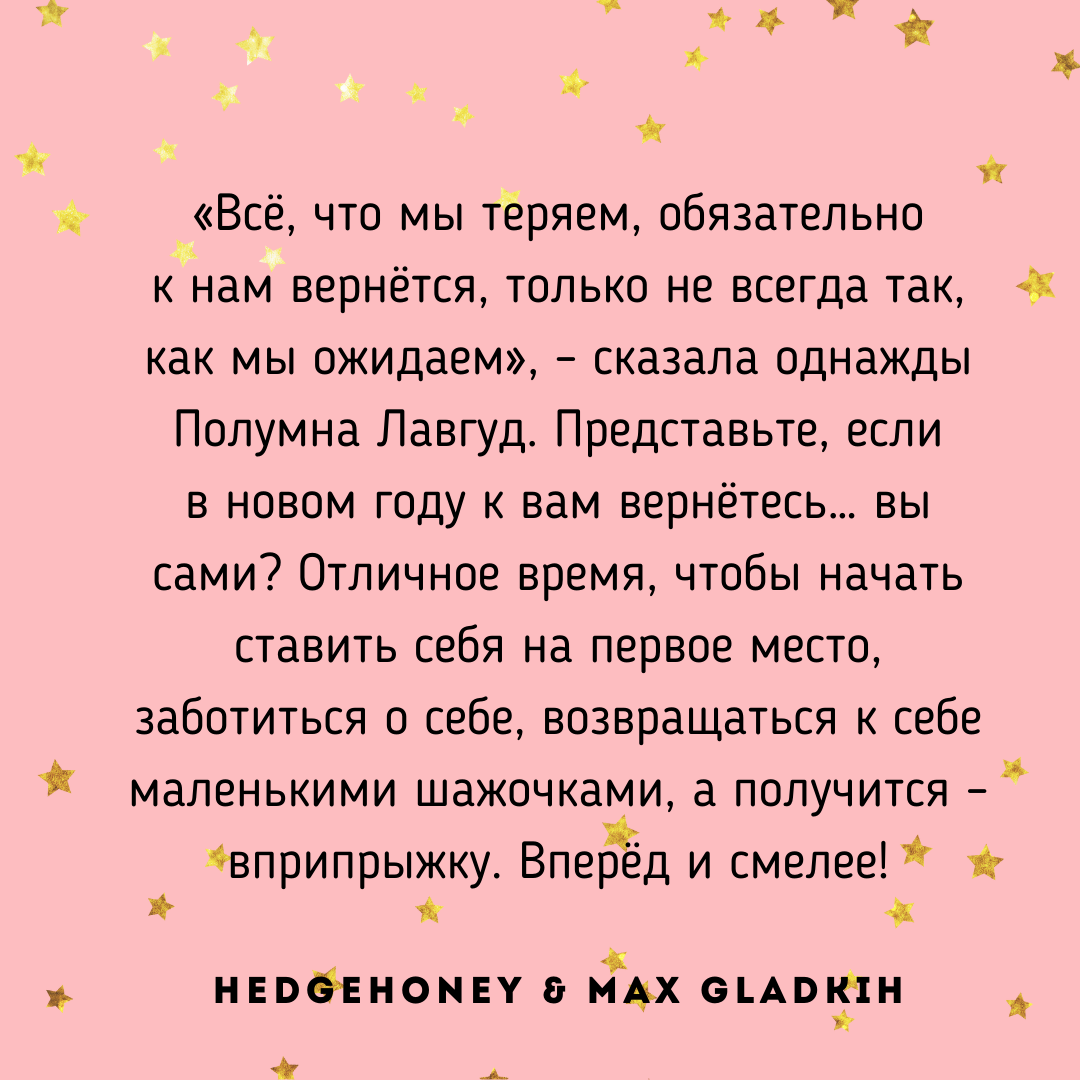 «Всё, что мы теряем, обязательно
к нам вернётся, только не всегда так,
как мы ожидаем», – сказала однажды
Полумна Лавгуд. Представьте, если
в новом году к вам вернётесь... вы
сами? Отличное время, чтобы начать
ставить себя на первое место,
заботиться о себе, возвращаться к себе
маленькими шажочками, а получится –
вприпрыжку. Вперёд и смелее!
HEDGEHONEY & MAX GLADKIH